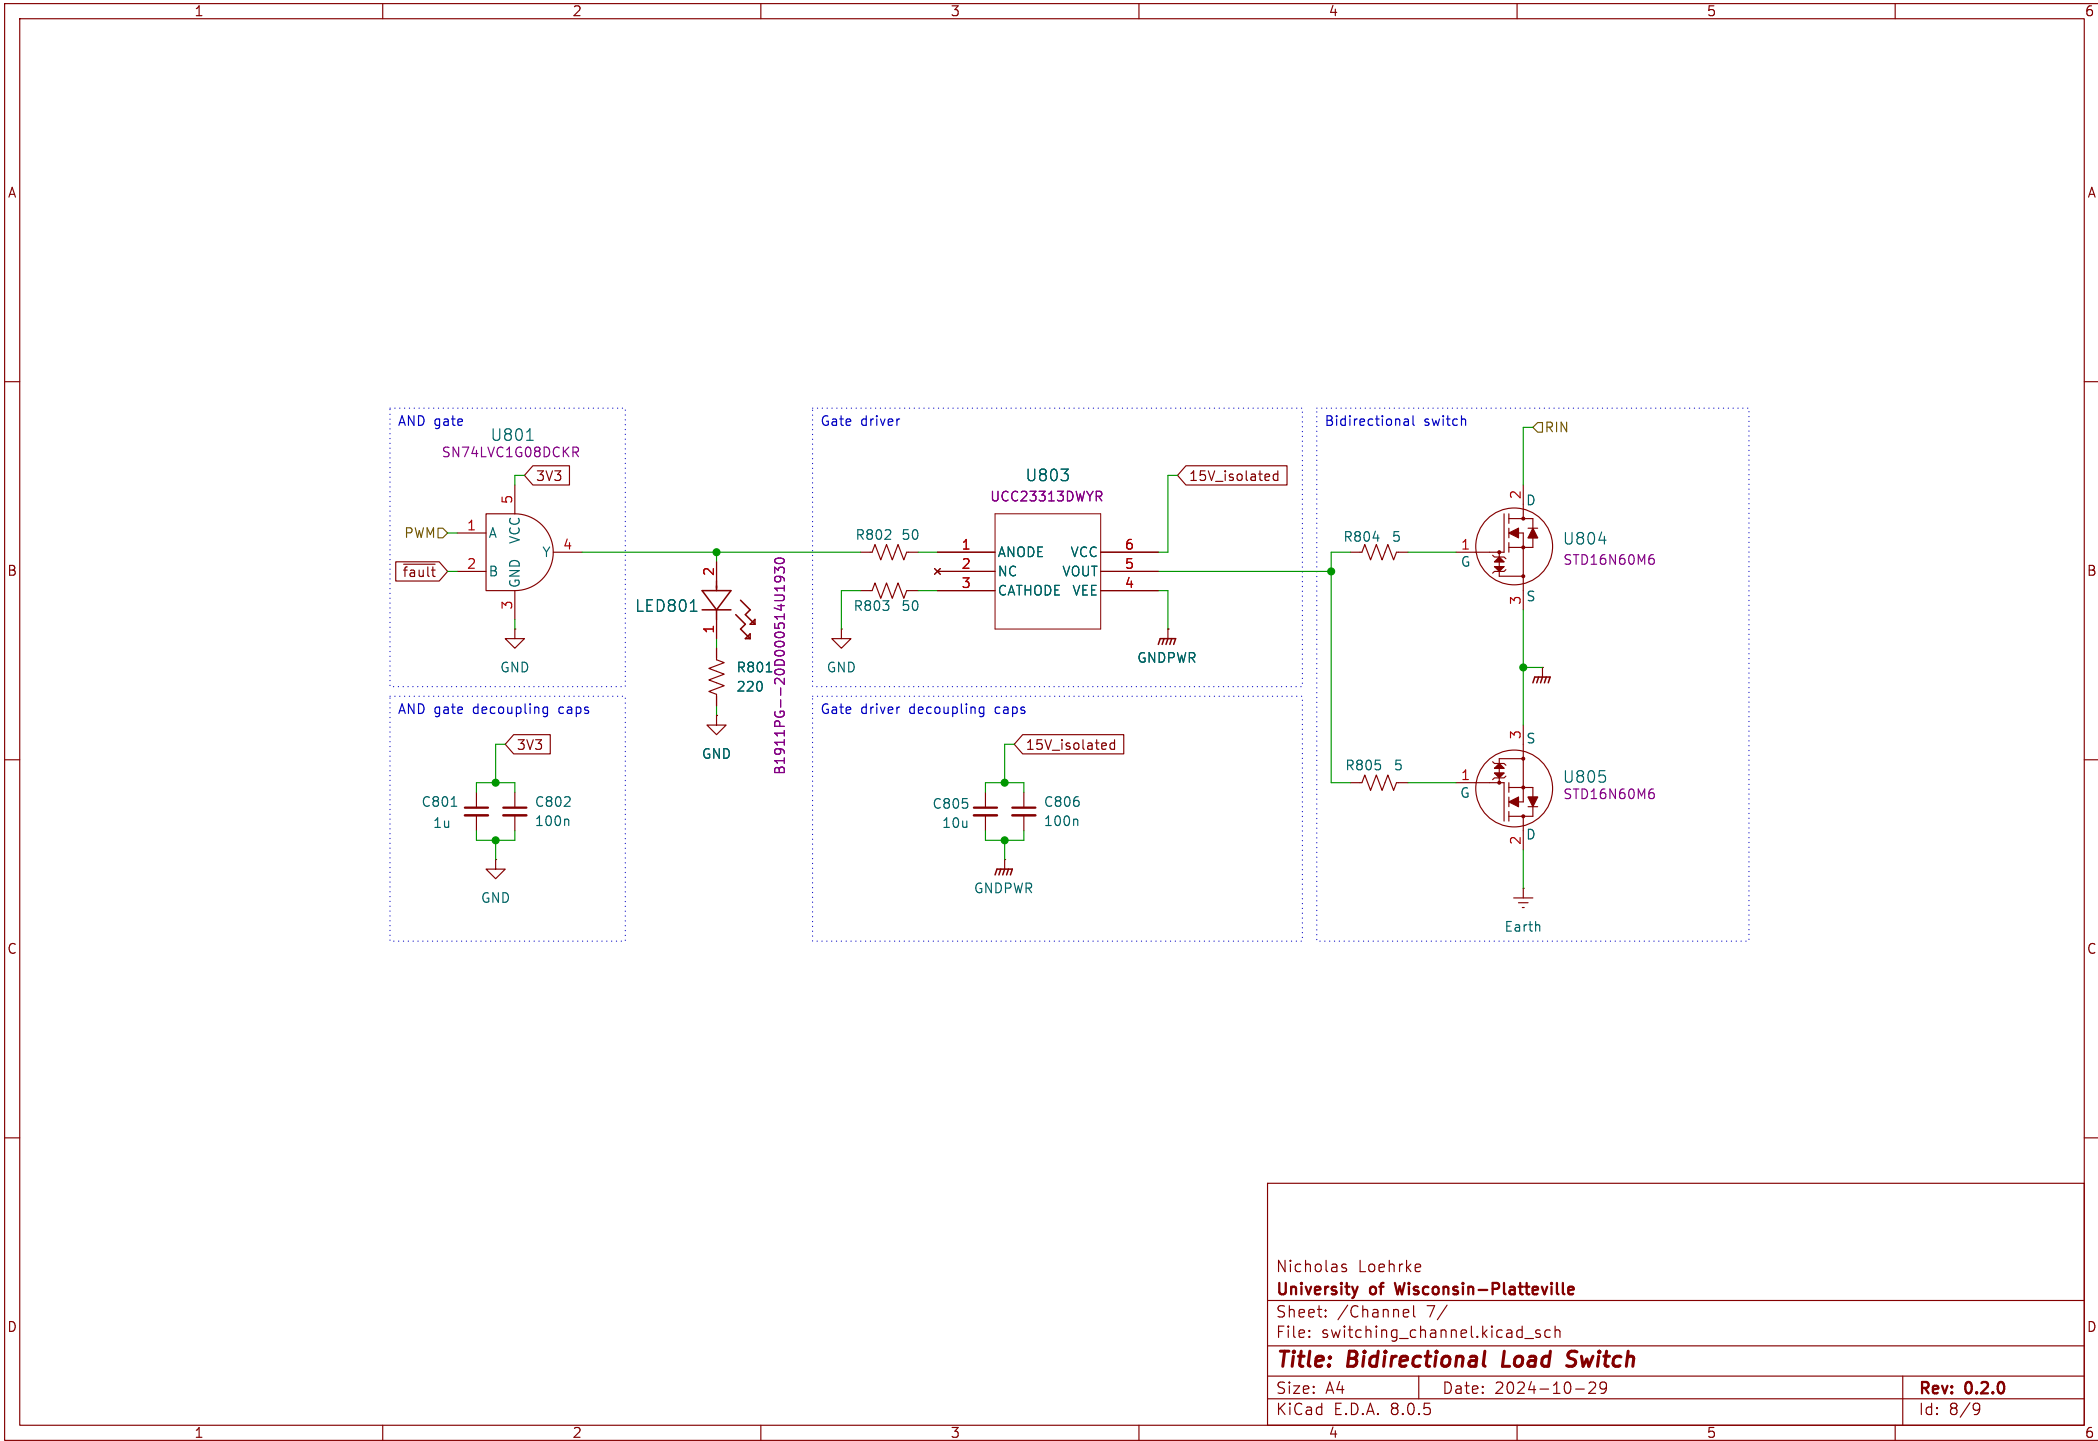 1 2 3 4 5 6
A A
B B
C C
D D
AND gate
U801
SN74LVC1G08DCKR
3V3
5
VCC
PWM 1 A
Y 4
fault 2 B
GND
3
GND
2
LED801
1
B1911PG--20D000514U1930
R801
220
GND
AND gate decoupling caps
3V3
C801
1u
C802
100n
GND
Gate driver
U803
UCC23313DWYR
15V_isolated
R802 50
1 ANODE VCC 6
2 NC VOUT 5
3 CATHODE VEE 4
R803 50
GND
GNDPWR
Gate driver decoupling caps
15V_isolated
C805
10u
C806
100n
GNDPWR
Bidirectional switch
RIN
2 D
R804 5
1
G
U804
STD16N60M6
3 S
3 S
R805 5
1
G
U805
STD16N60M6
2 D
Earth
Nicholas Loehrke
University of Wisconsin-Platteville
Sheet: /Channel 7/
File: switching_channel.kicad_sch
Title: Bidirectional Load Switch
Size: A4 Date: 2024-10-29 Rev: 0.2.0
KiCad E.D.A. 8.0.5 Id: 8/9
1 2 3 4 5 6